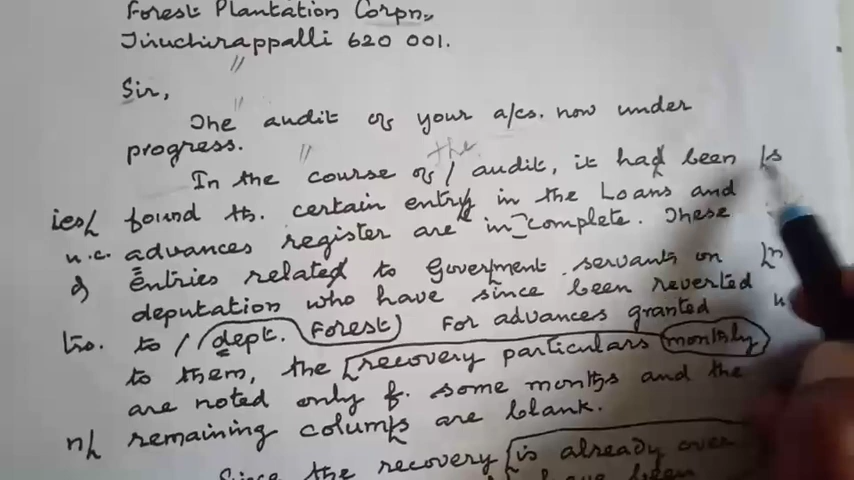 Forest Plantation Corpn.,
Tiruchirappalli 620 001.
Sir,
The audit of your a/cs. now under
progress.
the
In the course of / audit, it had been /s
ies/ found th. certain entry in the Loans and
u.c. advances register are in complete. These
entries related to Goverment servants on /n
deputation who have since been reverted
trs. to / dept. Forest) For advances granted
to them, the [recovery particulars monthly
are noted only f. some months and the
n/ remaining colums are blank.
Since the recovery is already over
have been